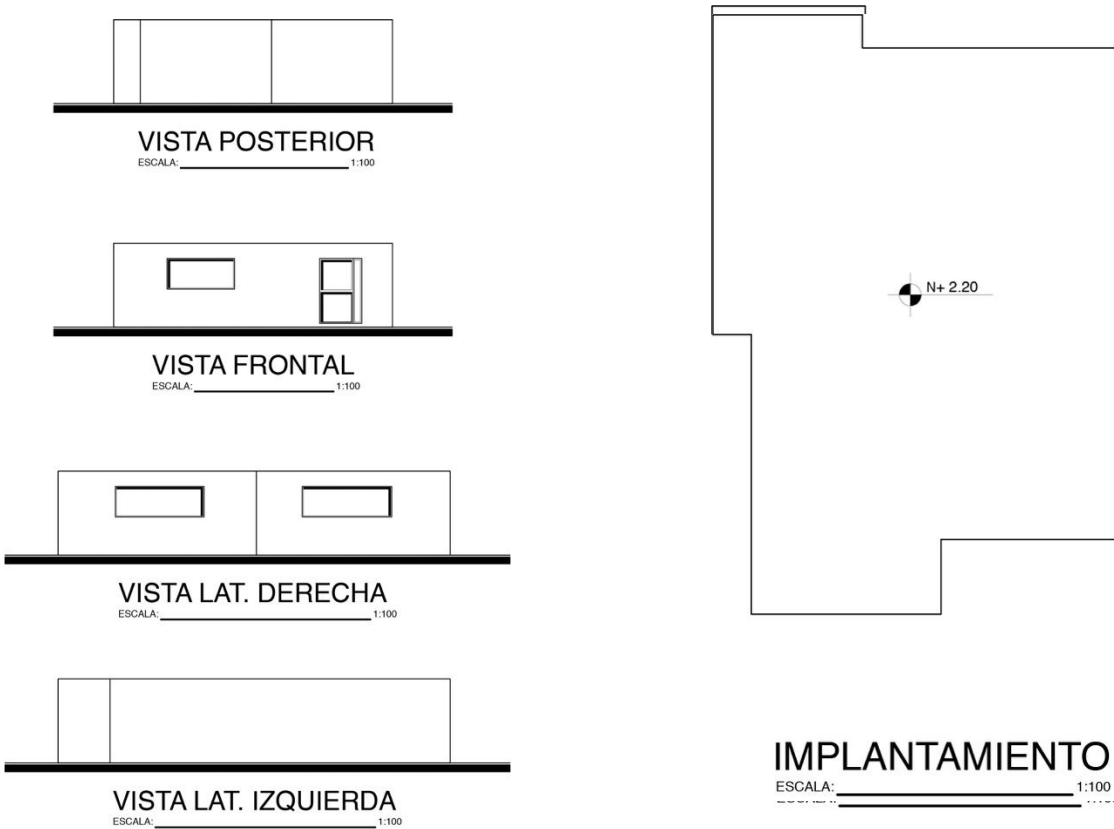 VISTA POSTERIOR
ESCALA: 1:100
VISTA FRONTAL
ESCALA: 1:100
VISTA LAT. DERECHA
ESCALA: 1:100
VISTA LAT. IZQUIERDA
ESCALA: 1:100
N+ 2.20
IMPLANTAMIENTO
ESCALA: 1:100